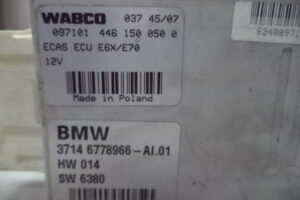 WABCO 037 45/07
097101 446 150 050 0
ECAS ECU E6X/E70
12V
Made in Poland
BMW
3714 6778966-AI.01
HW 014
SW 6380